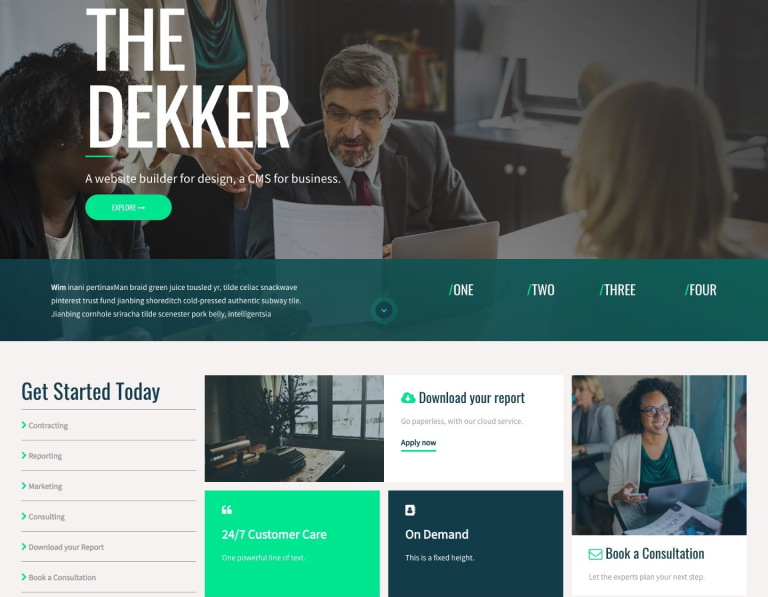 THE
DEKKER
A website builder for design, a CMS for business.
EXPLORE
Wim inani pertinaxMan braid green juice tousled yr, tilde celiac snackwave
pinterest trust fund jianbing shoreditch cold-pressed authentic subway tile.
Jianbing cornhole sriracha tilde scenester pork belly, intelligentsia
/ONE
/TWO
/THREE
/FOUR
Get Started Today
Contracting
Reporting
Marketing
Consulting
Download your Report
Book a Consultation
Download your report
Go paperless, with our cloud service.
Apply now
24/7 Customer Care
One powerful line of text.
On Demand
This is a fixed height.
Book a Consultation
Let the experts plan your next step.